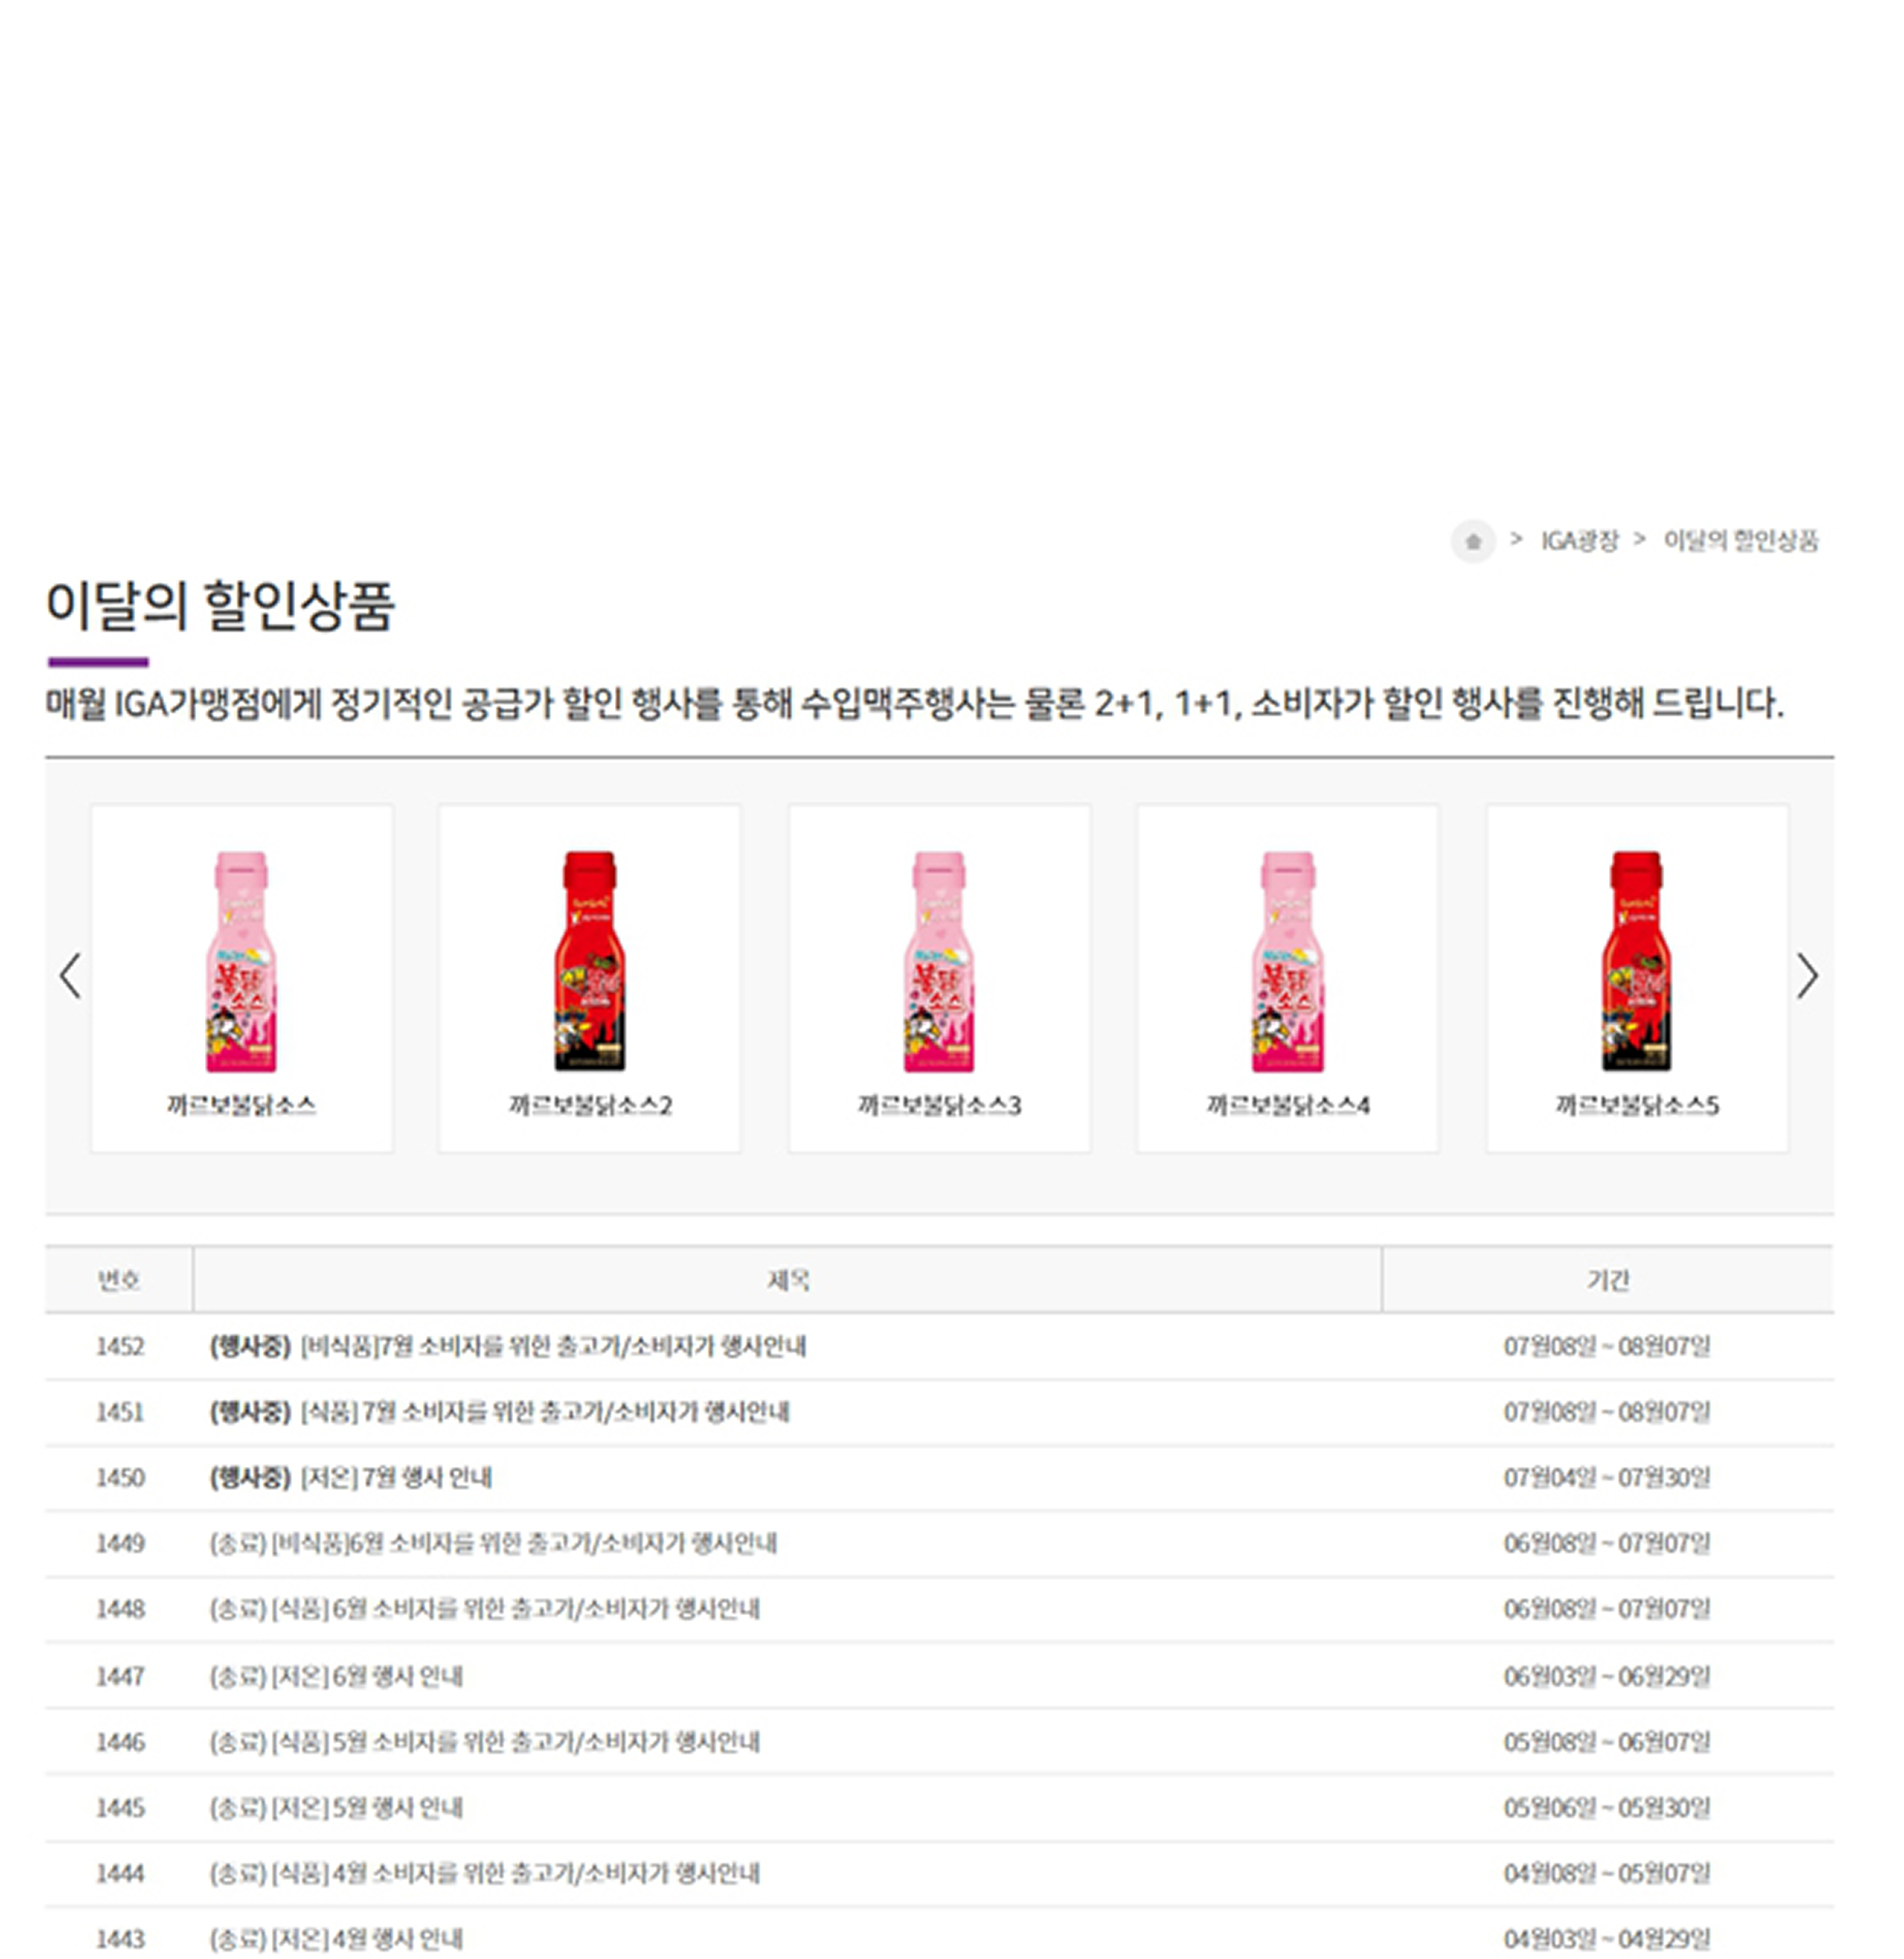 > IGA광장 > 이달의 할인상품
이달의 할인상품
매월 IGA가맹점에게 정기적인 공급가 할인 행사를 통해 수입맥주행사는 물론 2+1, 1+1, 소비자가 할인 행사를 진행해 드립니다.
불닭
소스
불닭
소스
불닭
소스
까르보불닭소스
까르보불닭소스2
까르보불닭소스3
까르보불닭소스4
까르보불닭소스5
번호 제목 기간
1452 (행사중) [비식품]7월 소비자를 위한 출고가/소비자가 행사안내 07월08일 ~ 08월07일
1451 (행사중) [식품] 7월 소비자를 위한 출고가/소비자가 행사안내 07월08일 ~ 08월07일
1450 (행사중) [저온] 7월 행사 안내 07월04일 ~ 07월30일
1449 (종료) [비식품]6월 소비자를 위한 출고가/소비자가 행사안내 06월08일 ~ 07월07일
1448 (종료) [식품] 6월 소비자를 위한 출고가/소비자가 행사안내 06월08일 ~ 07월07일
1447 (종료) [저온] 6월 행사 안내 06월03일 ~ 06월29일
1446 (종료) [식품] 5월 소비자를 위한 출고가/소비자가 행사안내 05월08일 ~ 06월07일
1445 (종료) [저온] 5월 행사 안내 05월06일 ~ 05월30일
1444 (종료) [식품] 4월 소비자를 위한 출고가/소비자가 행사안내 04월08일 ~ 05월07일
1443 (종료) [저온] 4월 행사 안내 04월03일 ~ 04월29일